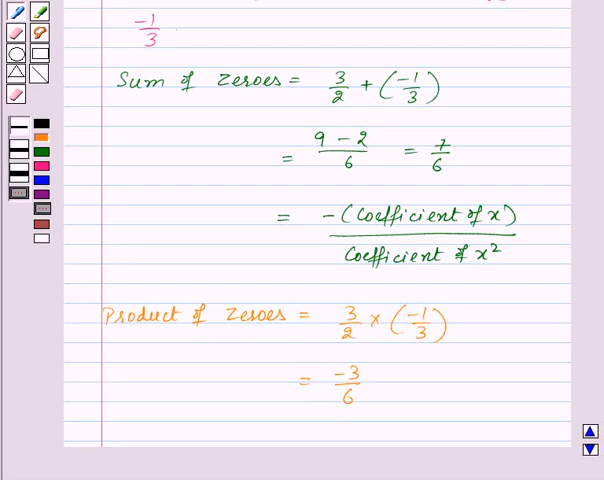 -1/3
Sum of zeroes = 3/2 + (-1/3)
= 9 - 2/6 = 7/6
= -(Coefficient of x)/Coefficient of x²
Product of zeroes = 3/2 × (-1/3)
= -3/6